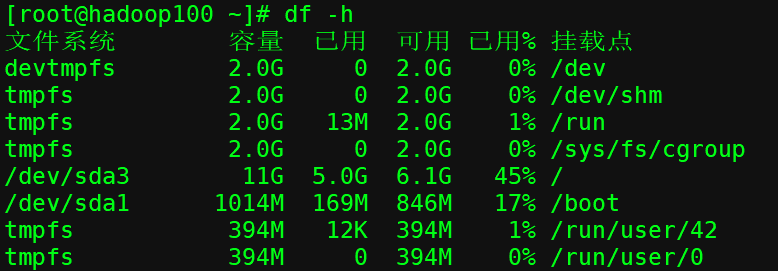 [root@hadoop100 ~]# df -h
文件系统        容量  已用  可用 已用% 挂载点
devtmpfs        2.0G     0  2.0G    0% /dev
tmpfs           2.0G     0  2.0G    0% /dev/shm
tmpfs           2.0G   13M  2.0G    1% /run
tmpfs           2.0G     0  2.0G    0% /sys/fs/cgroup
/dev/sda3        11G  5.0G  6.1G   45% /
/dev/sda1      1014M  169M  846M   17% /boot
tmpfs           394M   12K  394M    1% /run/user/42
tmpfs           394M     0  394M    0% /run/user/0